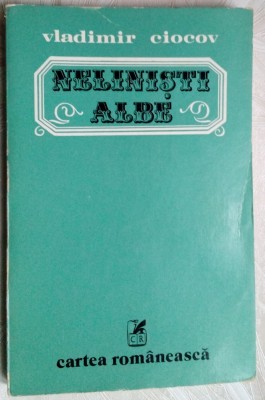 vladimir ciocov
NELINIȘTI
ALBE
CR
cartea românească